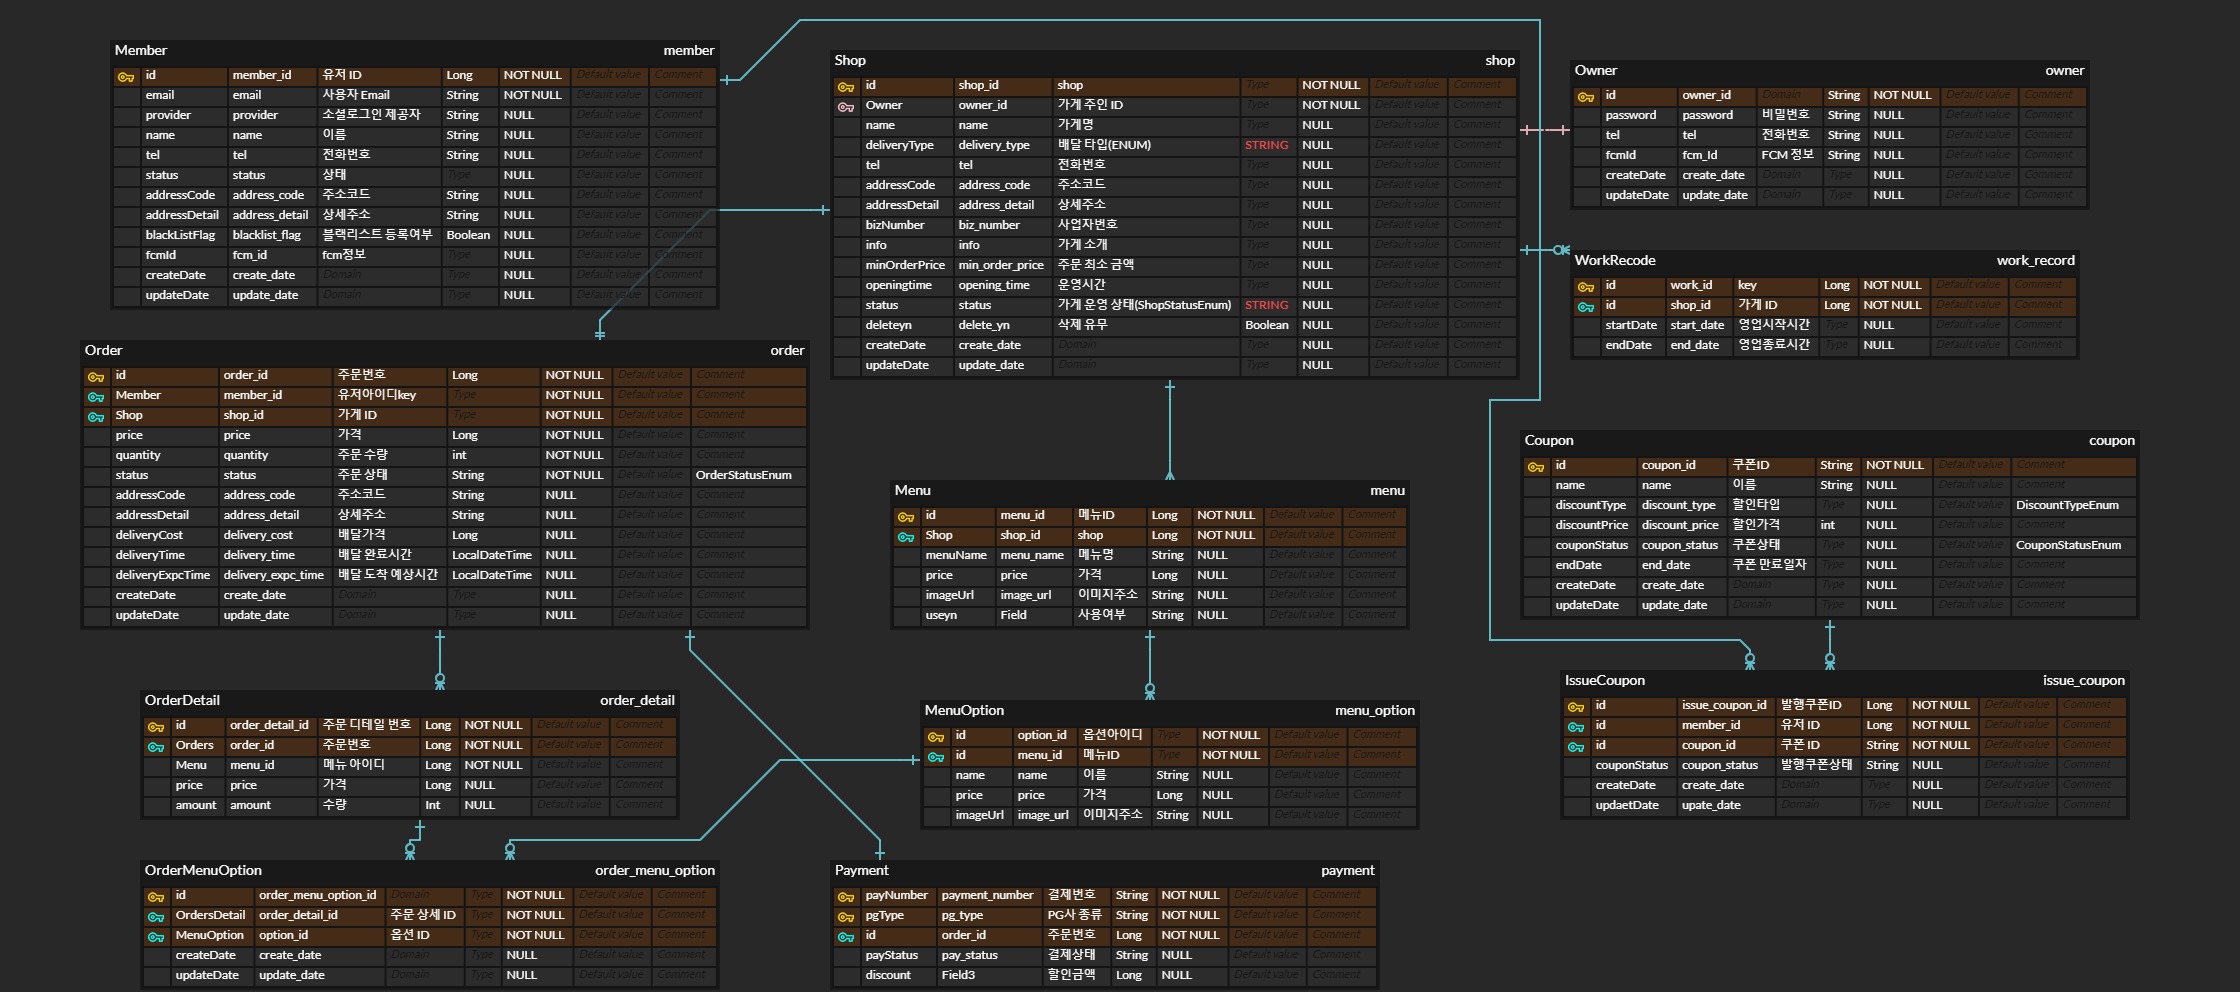 Member member
id member_id 유저 ID Long NOT NULL Default value Comment
email email 사용자 Email String NOT NULL Default value Comment
provider provider 소셜로그인 제공자 String NULL Default value Comment
name name 이름 String NULL Default value Comment
tel tel 전화번호 String NULL Default value Comment
status status 상태 Type NULL Default value Comment
addressCode address_code 주소코드 String NULL Default value Comment
addressDetail address_detail 상세주소 String NULL Default value Comment
blackListFlag blacklist_flag 블랙리스트 등록여부 Boolean NULL Default value Comment
fcmId fcm_id fcm정보 Type NULL Default value Comment
createDate create_date Domain Type NULL Default value Comment
updateDate update_date Domain Type NULL Default value Comment
Shop shop
id shop_id shop Type NOT NULL Default value Comment
Owner owner_id 가게 주인 ID Type NOT NULL Default value Comment
name name 가게명 Type NULL Default value Comment
deliveryType delivery_type 배달 타입(ENUM) STRING NULL Default value Comment
tel tel 전화번호 Type NULL Default value Comment
addressCode address_code 주소코드 Type NULL Default value Comment
addressDetail address_detail 상세주소 Type NULL Default value Comment
bizNumber biz_number 사업자번호 Type NULL Default value Comment
info info 가게 소개 Type NULL Default value Comment
minOrderPrice min_order_price 주문 최소 금액 Type NULL Default value Comment
openingtime opening_time 운영시간 Type NULL Default value Comment
status status 가게 운영 상태(ShopStatusEnum) STRING NULL Default value Comment
deleteyn delete_yn 삭제 유무 Boolean NULL Default value Comment
createDate create_date Domain Type NULL Default value Comment
updateDate update_date Domain Type NULL Default value Comment
Owner owner
id owner_id Domain String NOT NULL Default value Comment
password password 비밀번호 String NULL Default value Comment
tel tel 전화번호 String NULL Default value Comment
fcmId fcm_Id FCM 정보 String NULL Default value Comment
createDate create_date Domain Type NULL Default value Comment
updateDate update_date Domain Type NULL Default value Comment
WorkRecode work_record
id work_id key Long NOT NULL Default value Comment
id shop_id 가게 ID Long NOT NULL Default value Comment
startDate start_date 영업시작시간 Type NULL Default value Comment
endDate end_date 영업종료시간 Type NULL Default value Comment
Order order
id order_id 주문번호 Long NOT NULL Default value Comment
Member member_id 유저아이디key Type NOT NULL Default value Comment
Shop shop_id 가게 ID Type NOT NULL Default value Comment
price price 가격 Long NOT NULL Default value Comment
quantity quantity 주문 수량 int NOT NULL Default value Comment
status status 주문 상태 String NOT NULL Default value OrderStatusEnum
addressCode address_code 주소코드 String NULL Default value Comment
addressDetail address_detail 상세주소 String NULL Default value Comment
deliveryCost delivery_cost 배달가격 Long NULL Default value Comment
deliveryTime delivery_time 배달 완료시간 LocalDateTime NULL Default value Comment
deliveryExpcTime delivery_expc_time 배달 도착 예상시간 LocalDateTime NULL Default value Comment
createDate create_date Domain Type NULL Default value Comment
updateDate update_date Domain Type NULL Default value Comment
Menu menu
id menu_id 메뉴ID Long NOT NULL Default value Comment
Shop shop_id shop Long NOT NULL Default value Comment
menuName menu_name 메뉴명 String NULL Default value Comment
price price 가격 Long NULL Default value Comment
imageUrl image_url 이미지주소 String NULL Default value Comment
useyn Field 사용여부 String NULL Default value Comment
Coupon coupon
id coupon_id 쿠폰ID String NOT NULL Default value Comment
name name 이름 String NULL Default value Comment
discountType discount_type 할인타입 Type NULL Default value DiscountTypeEnum
discountPrice discount_price 할인가격 int NULL Default value Comment
couponStatus coupon_status 쿠폰상태 Type NULL Default value CouponStatusEnum
endDate end_date 쿠폰 만료일자 Type NULL Default value Comment
createDate create_date Domain Type NULL Default value Comment
updateDate update_date Domain Type NULL Default value Comment
OrderDetail order_detail
id order_detail_id 주문 디테일 번호 Long NOT NULL Default value Comment
Orders order_id 주문번호 Long NOT NULL Default value Comment
Menu menu_id 메뉴 아이디 Long NOT NULL Default value Comment
price price 가격 Long NULL Default value Comment
amount amount 수량 Int NULL Default value Comment
MenuOption menu_option
id option_id 옵션아이디 Type NOT NULL Default value Comment
id menu_id 메뉴ID Type NOT NULL Default value Comment
name name 이름 String NULL Default value Comment
price price 가격 Long NULL Default value Comment
imageUrl image_url 이미지주소 String NULL Default value Comment
IssueCoupon issue_coupon
id issue_coupon_id 발행쿠폰ID Long NOT NULL Default value Comment
id member_id 유저 ID Long NOT NULL Default value Comment
id coupon_id 쿠폰 ID String NOT NULL Default value Comment
couponStatus coupon_status 발행쿠폰상태 String NULL Default value Comment
createDate create_date Domain Type NULL Default value Comment
updaetDate upate_date Domain Type NULL Default value Comment
OrderMenuOption order_menu_option
id order_menu_option_id Domain Type NOT NULL Default value Comment
OrdersDetail order_detail_id 주문 상세 ID Type NOT NULL Default value Comment
MenuOption option_id 옵션 ID Type NOT NULL Default value Comment
createDate create_date Domain Type NULL Default value Comment
updateDate update_date Domain Type NULL Default value Comment
Payment payment
payNumber payment_number 결제번호 String NOT NULL Default value Comment
pgType pg_type PG사 종류 String NOT NULL Default value Comment
id order_id 주문번호 Long NOT NULL Default value Comment
payStatus pay_status 결제상태 String NULL Default value Comment
discount Field3 할인금액 Long NULL Default value Comment